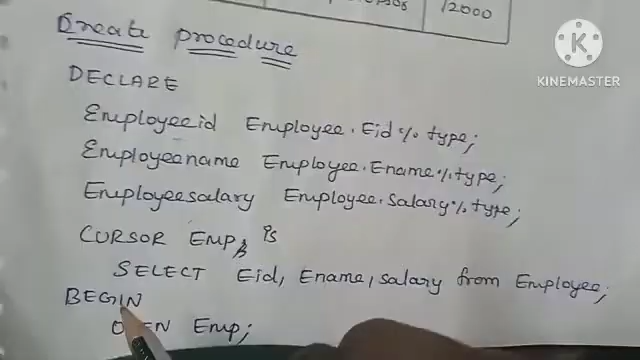 12000
Create procedure
KINEMASTER
DECLARE
Employeeid Employee.Eid%type;
Employeename Employee.Ename%type;
Employeesalary Employee.Salary%type;
CURSOR Emp is
SELECT Eid, Ename, salary from Employee;
BEGIN
OPEN Emp;